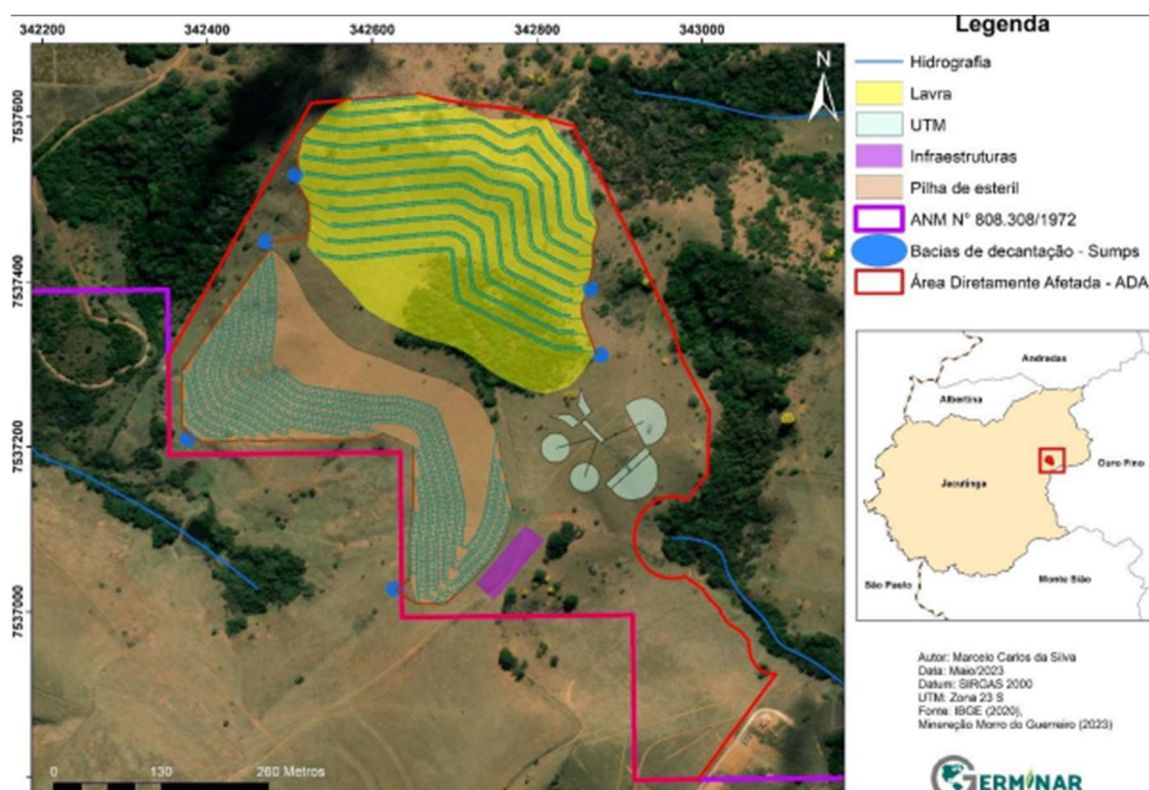 342200 342400 342600 342800 343000
7537600
7537400
7537200
7537000
N
0 130 260 Metros
Legenda
Hidrografia
Lavra
UTM
Infraestruturas
Pilha de esteril
ANM N° 808.308/1972
Bacias de decantação - Sumps
Área Diretamente Afetada - ADA
Andradas
Albertina
Ouro Fino
Jacutinga
São Paulo
Monte Sião
Autor: Marcelo Carlos da Silva
Data: Maio/2023
Datum: SIRGAS 2000
UTM: Zona 23 S
Fonte: IBGE (2020),
Mineração Morro do Guerreiro (2023)
GERMINAR